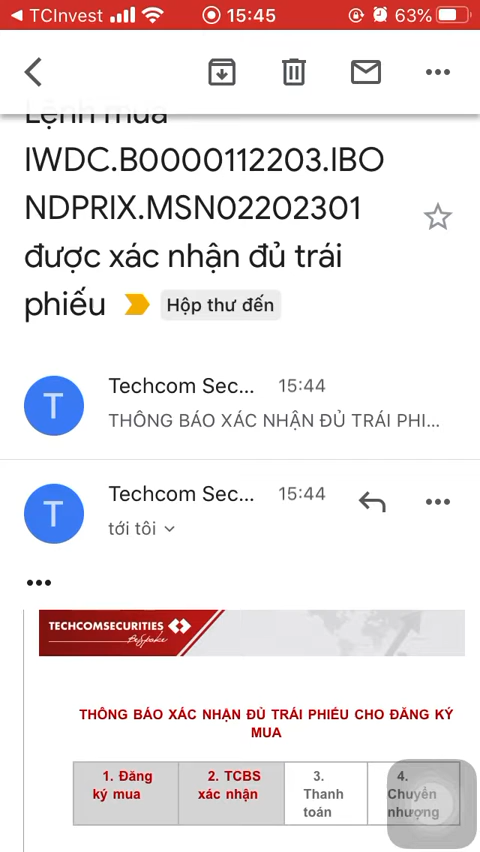 TCInvest 15:45 63%
Lệnh mua
IWDC.B0000112203.IBO
NDPRIX.MSN02202301
được xác nhận đủ trái
phiếu Hộp thư đến
Techcom Sec... 15:44
THÔNG BÁO XÁC NHẬN ĐỦ TRÁI PHI...
Techcom Sec... 15:44
tới tôi
TECHCOMSECURITIES
BeSpoke
THÔNG BÁO XÁC NHẬN ĐỦ TRÁI PHIẾU CHO ĐĂNG KÝ
MUA
1. Đăng
ký mua
2. TCBS
xác nhận
3.
Thanh
toán
4.
Chuyển
nhượng